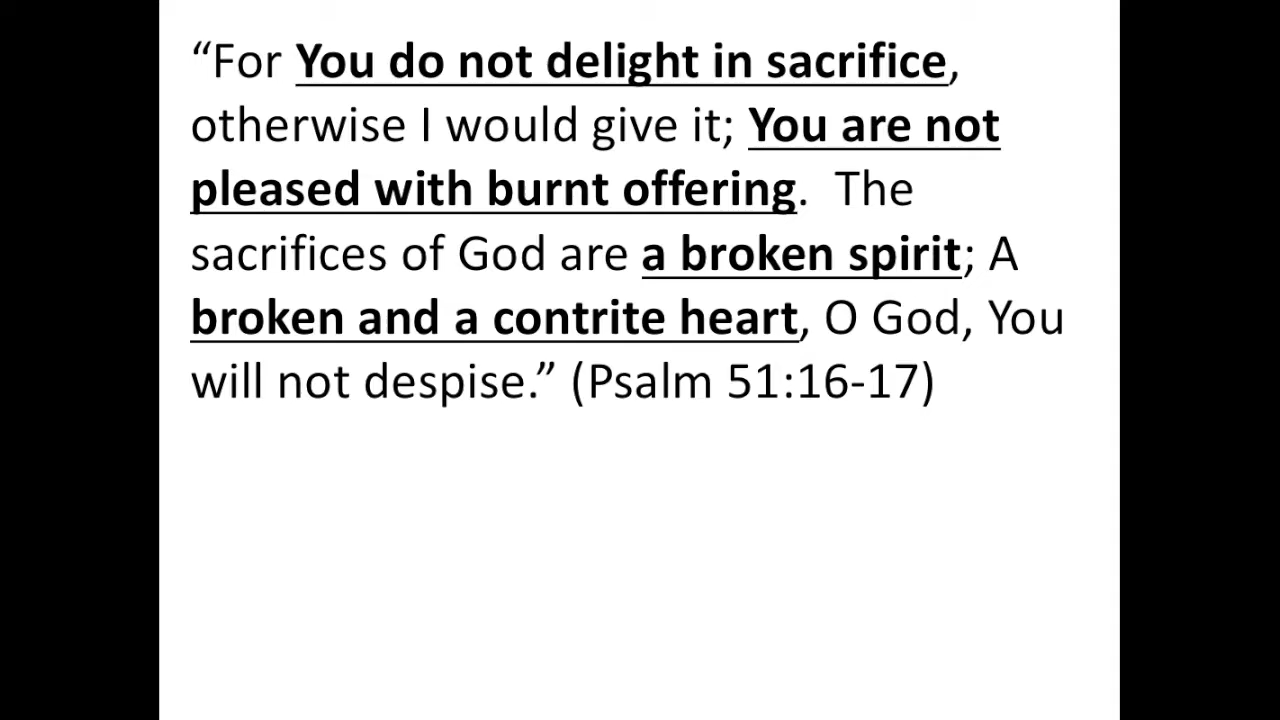 “For You do not delight in sacrifice,
otherwise I would give it; You are not
pleased with burnt offering.  The
sacrifices of God are a broken spirit; A
broken and a contrite heart, O God, You
will not despise.” (Psalm 51:16-17)